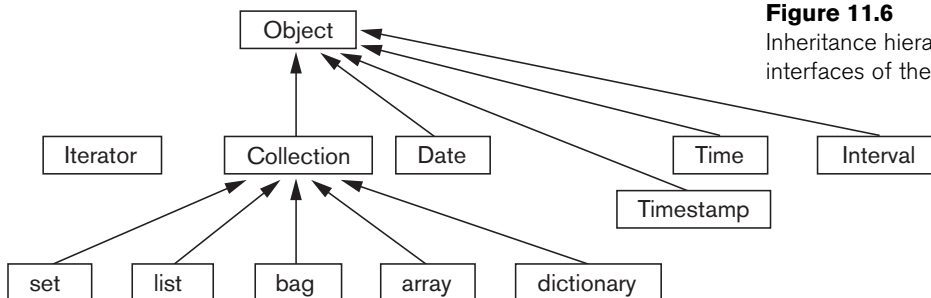 Figure 11.6
Inheritance
interfaces of the
Object
Iterator
Collection
Date
Time
Interval
Timestamp
set
list
bag
array
dictionary